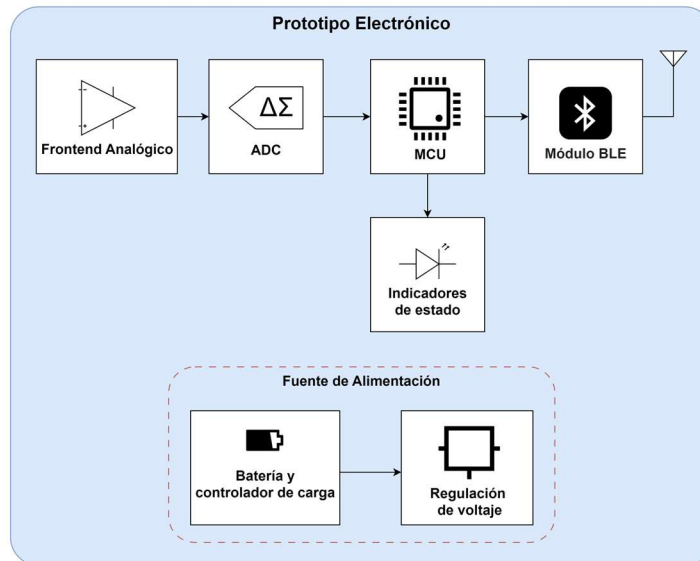 Prototipo Electrónico
Frontend Analógico
ΔΣ
ADC
MCU
Módulo BLE
Indicadores
de estado
Fuente de Alimentación
Batería y
controlador de carga
Regulación
de voltaje